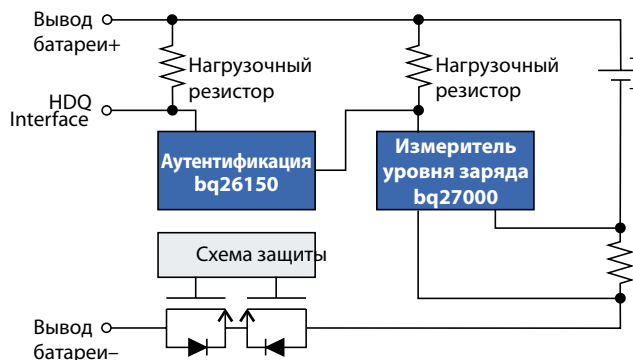 Вывод
батареи+
Нагрузочный
резистор
Нагрузочный
резистор
HDQ
Interface
Аутентификация
bq26150
Измеритель
уровня заряда
bq27000
Схема защиты
Вывод
батареи–